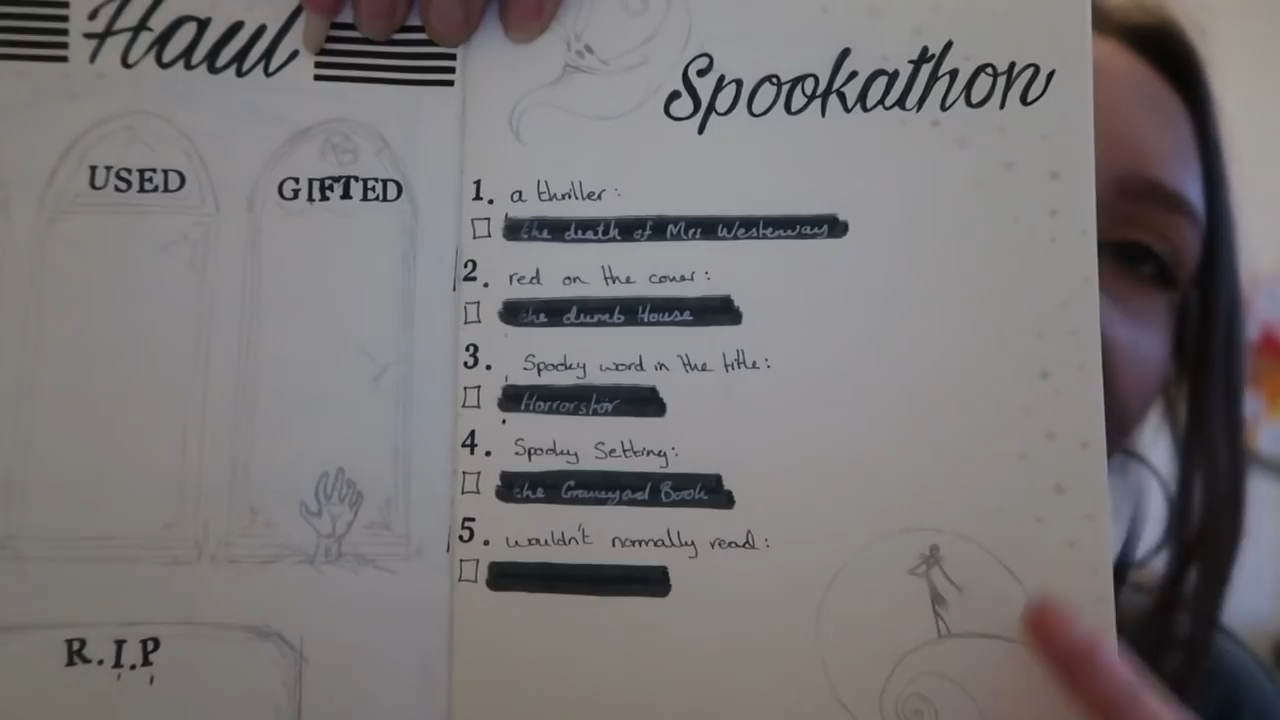 Haul
USED
GIFTED
R.I.P
Spookathon
1. a thriller:
the death of Mrs Westerway
2. red on the cover:
the dumb House
3. Spooky word in the title:
Horrorstör
4. Spooky Setting:
the Graveyard Book
5. wouldn't normally read: